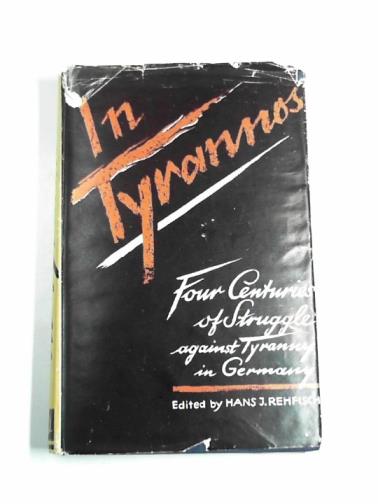 In
Tyrannos
Four Centuries
of Struggle
against Tyranny
in Germany
Edited by HANS J. REHFISCH